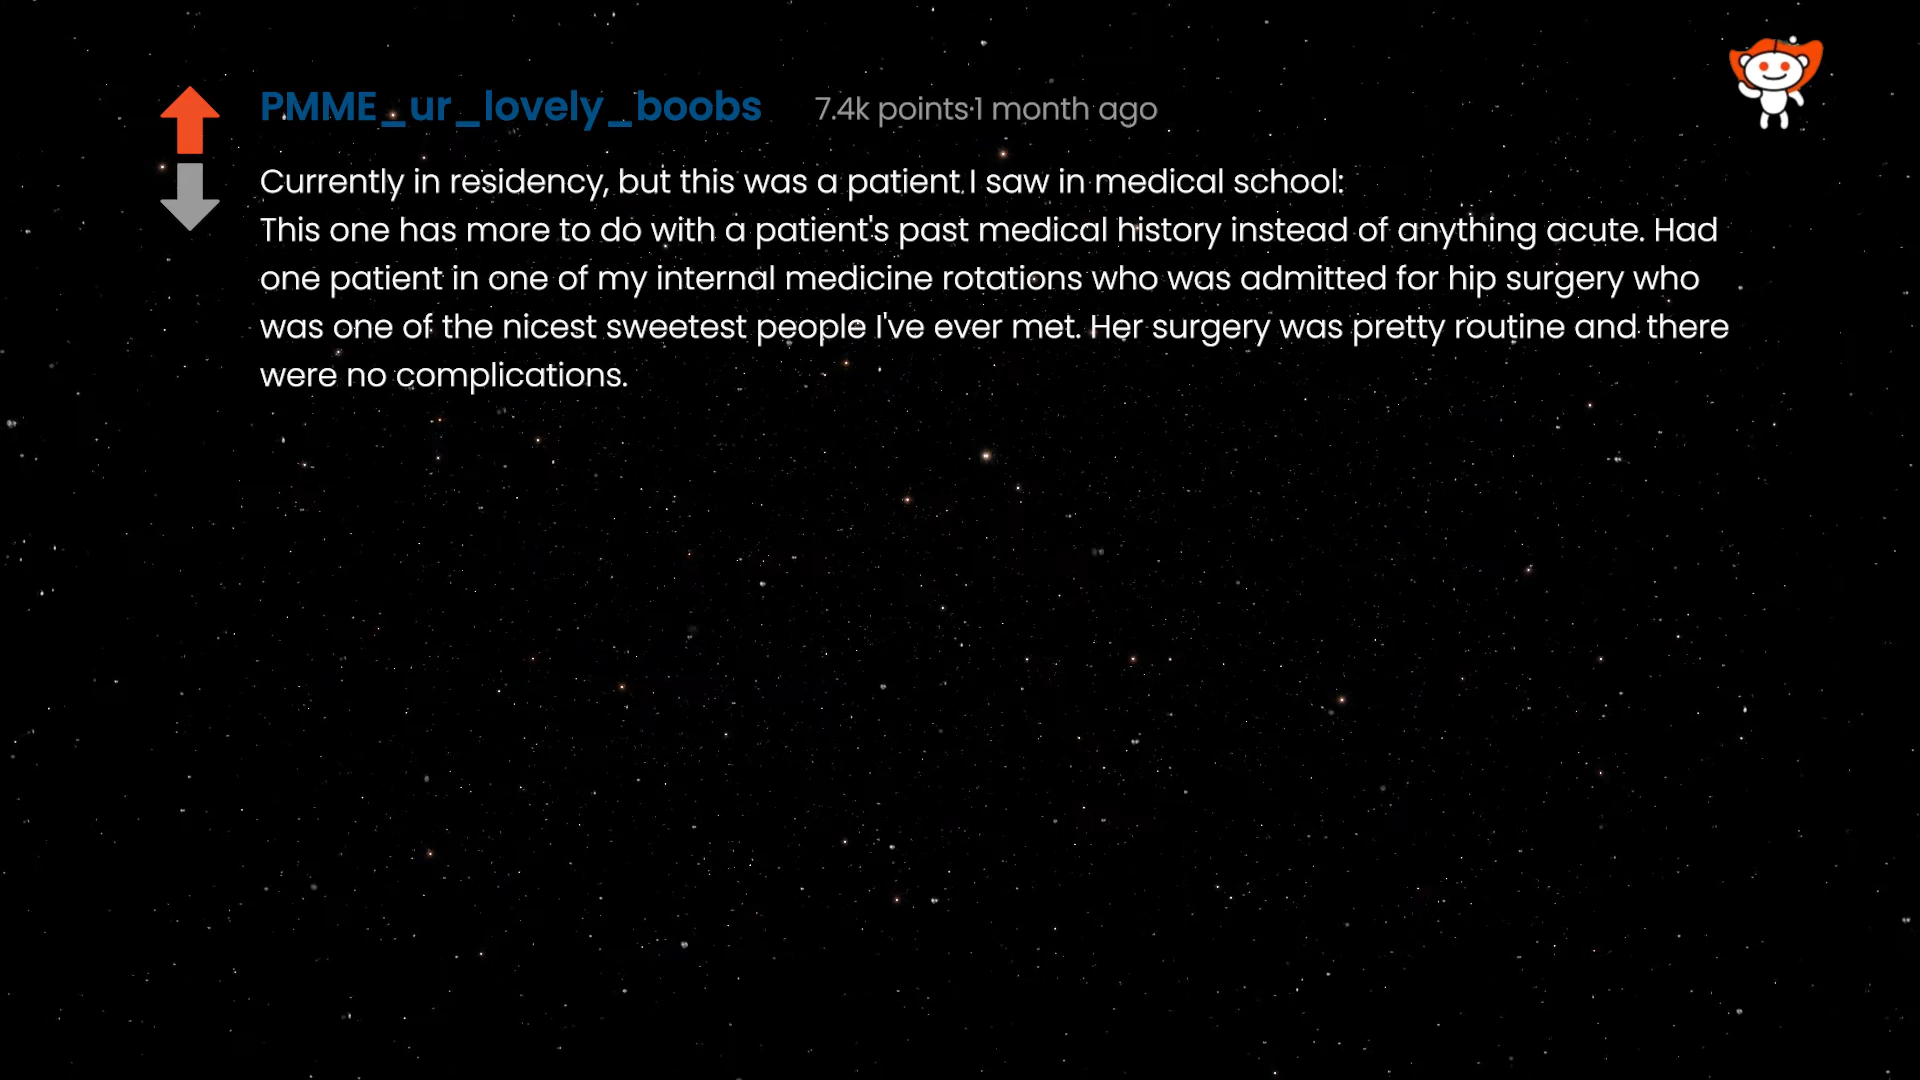 PMME_ur_lovely_boobs 7.4k points·1 month ago
Currently in residency, but this was a patient I saw in medical school:
This one has more to do with a patient's past medical history instead of anything acute. Had
one patient in one of my internal medicine rotations who was admitted for hip surgery who
was one of the nicest sweetest people I've ever met. Her surgery was pretty routine and there
were no complications.